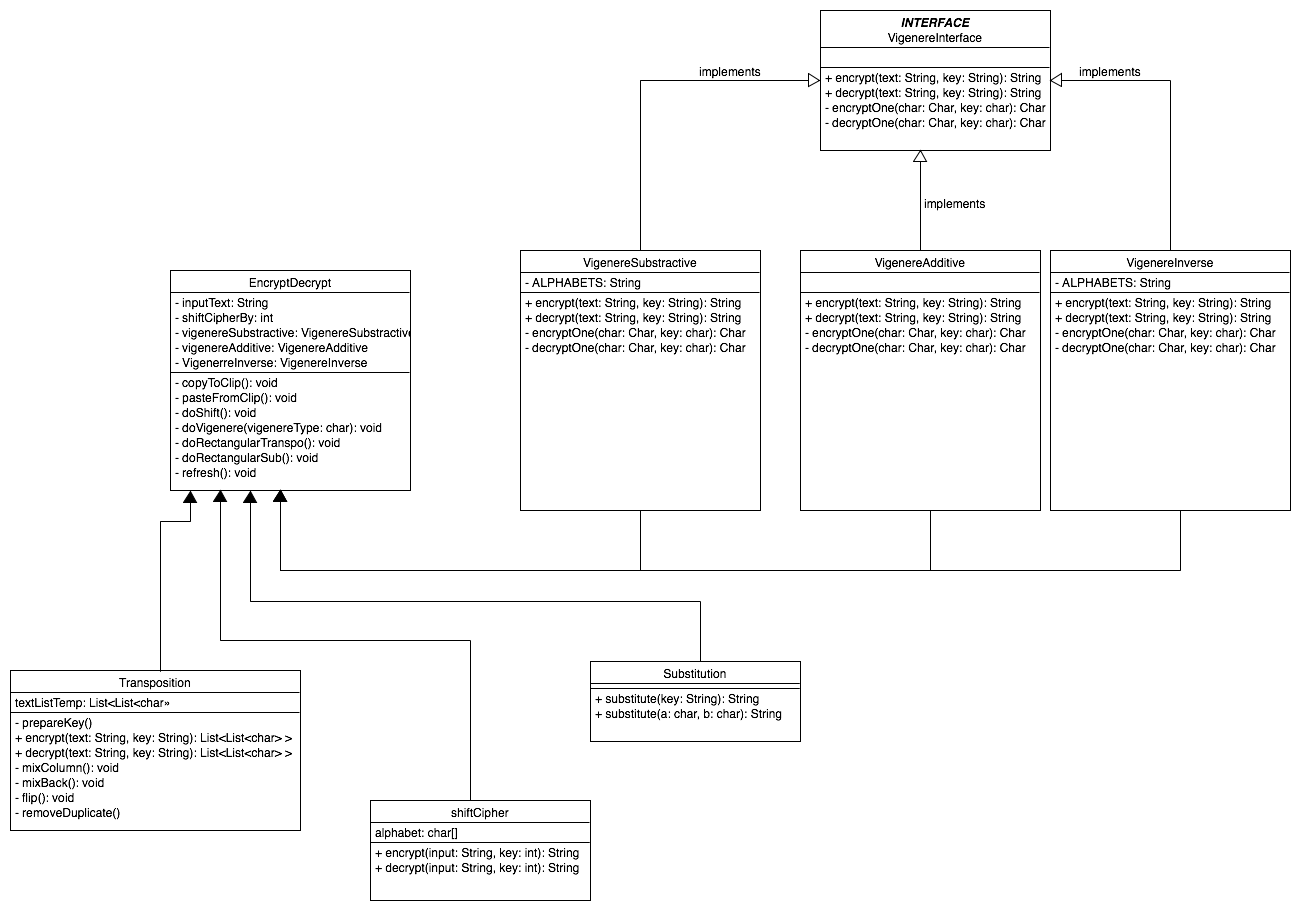 INTERFACE
VigenereInterface
+ encrypt(text: String, key: String): String
+ decrypt(text: String, key: String): String
- encryptOne(char: Char, key: char): Char
- decryptOne(char: Char, key: char): Char
implements
implements
implements
EncryptDecrypt
- inputText: String
- shiftCipherBy: int
- vigenereSubstractive: VigenereSubstractive
- vigenereAdditive: VigenereAdditive
- VigenerreInverse: VigenereInverse
- copyToClip(): void
- pasteFromClip(): void
- doShift(): void
- doVigenere(vigenereType: char): void
- doRectangularTranspo(): void
- doRectangularSub(): void
- refresh(): void
VigenereSubstractive
- ALPHABETS: String
+ encrypt(text: String, key: String): String
+ decrypt(text: String, key: String): String
- encryptOne(char: Char, key: char): Char
- decryptOne(char: Char, key: char): Char
VigenereAdditive
+ encrypt(text: String, key: String): String
+ decrypt(text: String, key: String): String
- encryptOne(char: Char, key: char): Char
- decryptOne(char: Char, key: char): Char
VigenereInverse
- ALPHABETS: String
+ encrypt(text: String, key: String): String
+ decrypt(text: String, key: String): String
- encryptOne(char: Char, key: char): Char
- decryptOne(char: Char, key: char): Char
Transposition
textListTemp: List<List<char»
- prepareKey()
+ encrypt(text: String, key: String): List<List<char> >
+ decrypt(text: String, key: String): List<List<char> >
- mixColumn(): void
- mixBack(): void
- flip(): void
- removeDuplicate()
shiftCipher
alphabet: char[]
+ encrypt(input: String, key: int): String
+ decrypt(input: String, key: int): String
Substitution
+ substitute(key: String): String
+ substitute(a: char, b: char): String